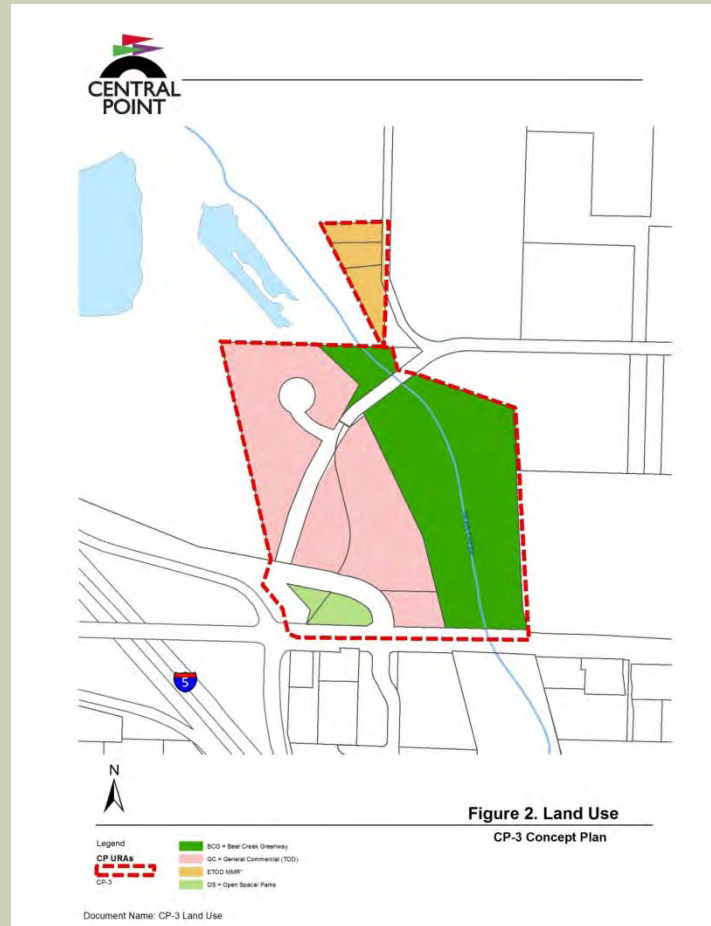 CENTRAL
POINT
5
N
Figure 2. Land Use
CP-3 Concept Plan
Legend
CP URAs
CP-3
BCG = Bear Creek Greenway
GC = General Commercial (TOD)
ETOD MMR*
OS = Open Space/ Parks
Document Name: CP-3 Land Use